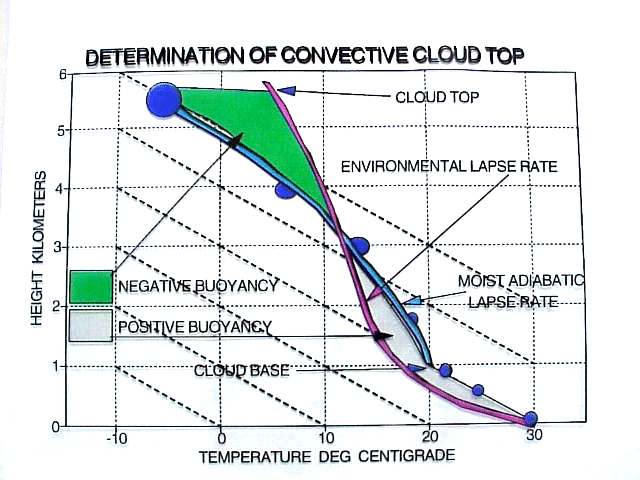 DETERMINATION OF CONVECTIVE CLOUD TOP
6
CLOUD TOP
5
ENVIRONMENTAL LAPSE RATE
4
HEIGHT KILOMETERS
3
NEGATIVE BUOYANCY
MOIST ADIABATIC
LAPSE RATE
2
POSITIVE BUOYANCY
1
CLOUD BASE
0
-10 0 10 20 30
TEMPERATURE DEG CENTIGRADE